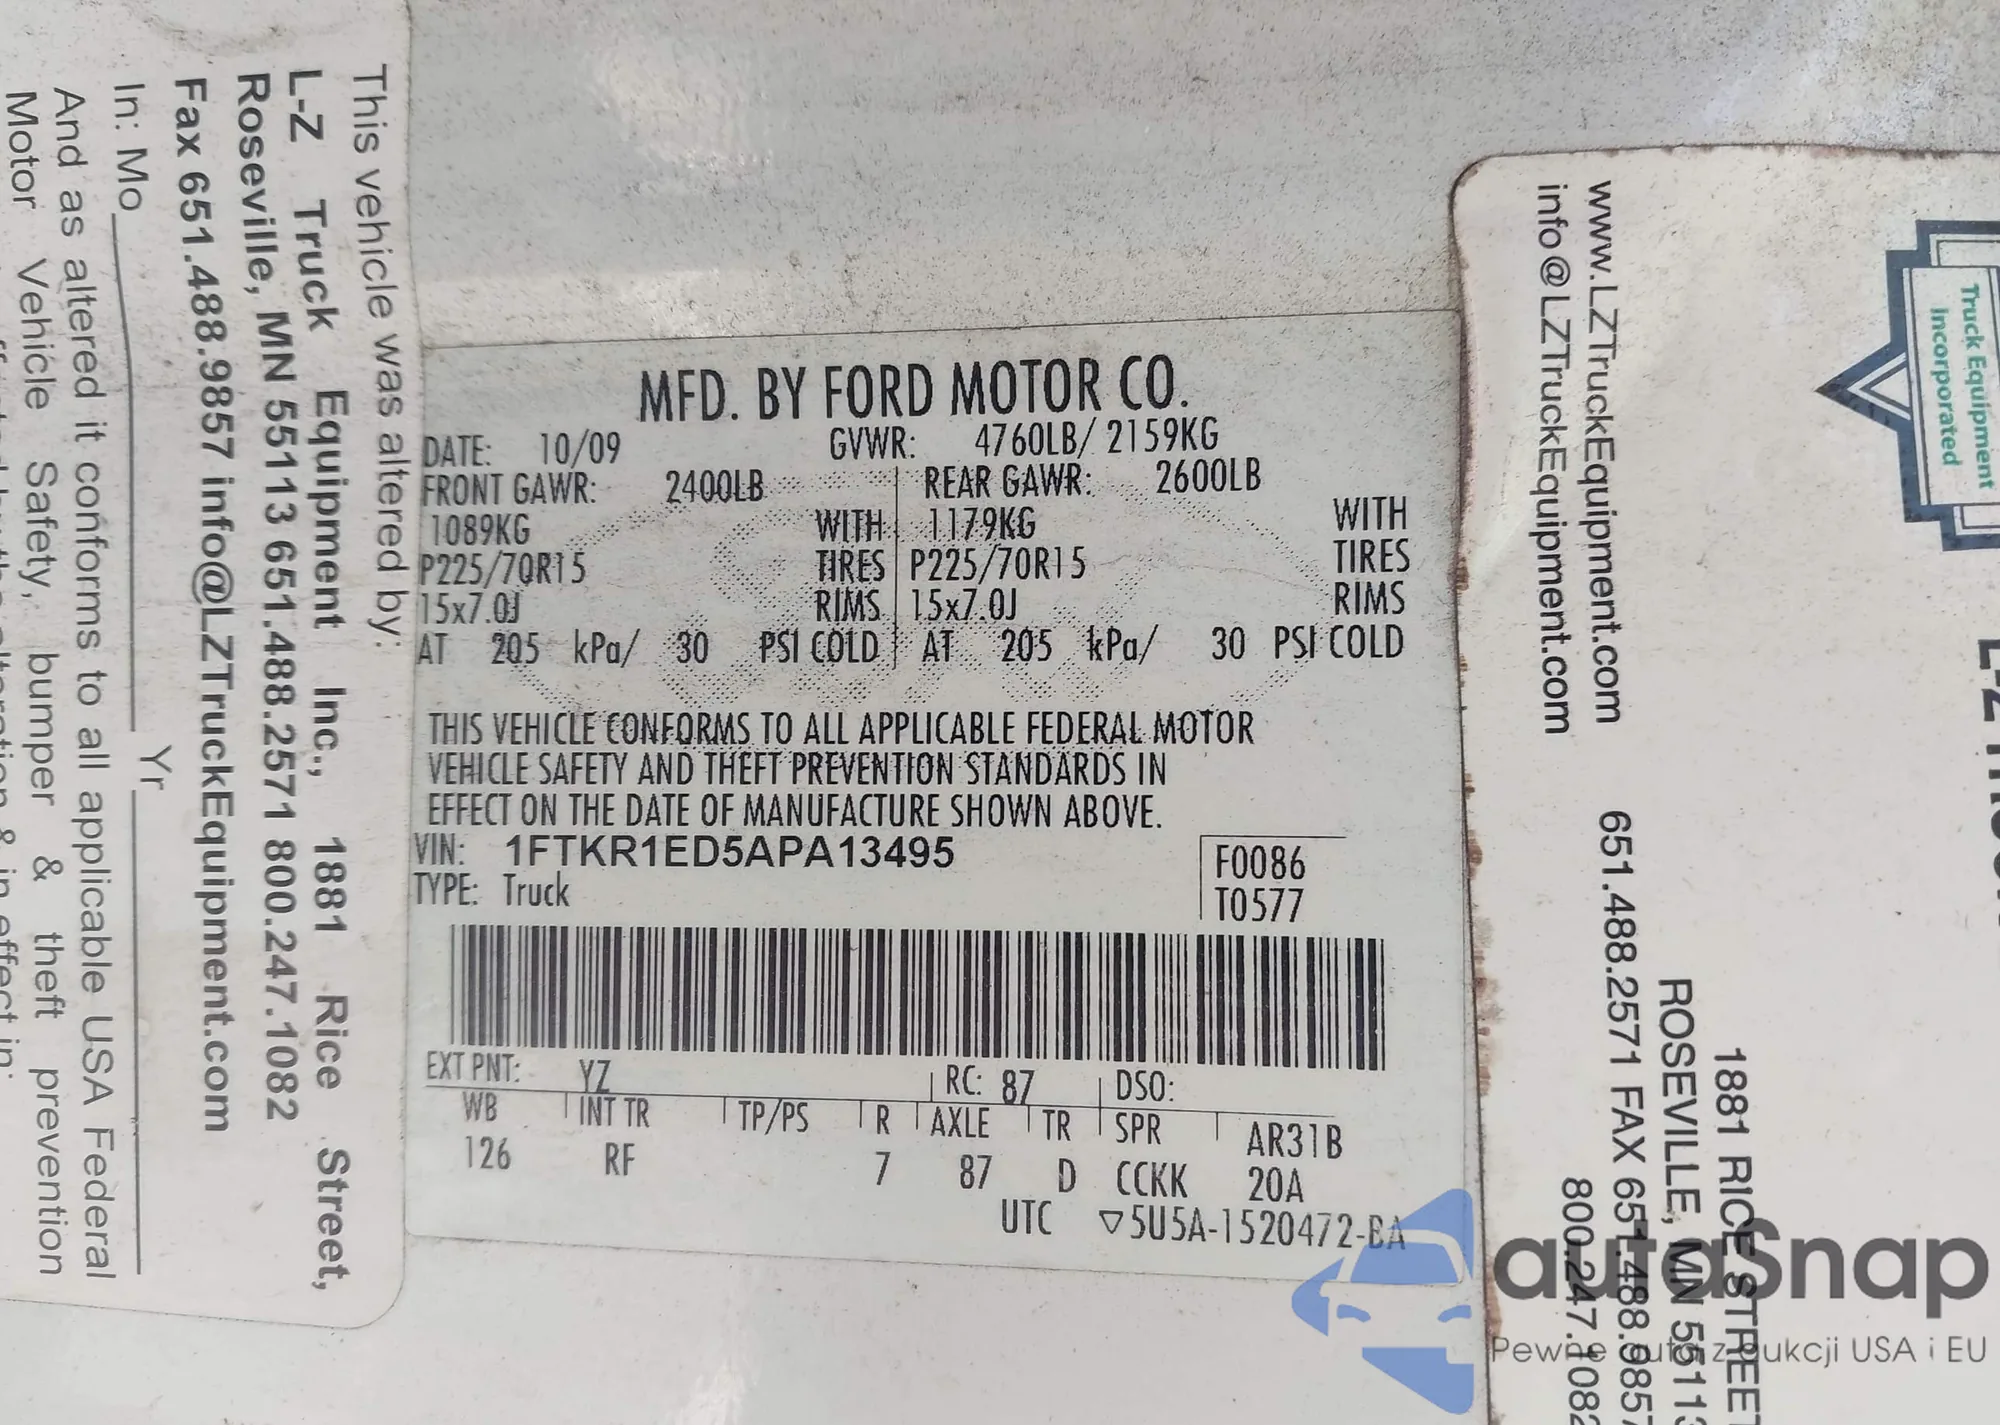 MFD. BY FORD MOTOR CO.
DATE: 10/09 GVWR: 4760LB/ 2159KG
FRONT GAWR: 2400LB REAR GAWR: 2600LB
1089KG WITH 1179KG WITH
P225/70R15 TIRES P225/70R15 TIRES
15x7.0J RIMS 15x7.0J RIMS
AT 205 kPa/ 30 PSI COLD AT 205 kPa/ 30 PSI COLD
THIS VEHICLE CONFORMS TO ALL APPLICABLE FEDERAL MOTOR
VEHICLE SAFETY AND THEFT PREVENTION STANDARDS IN
EFFECT ON THE DATE OF MANUFACTURE SHOWN ABOVE.
VIN: 1FTKR1ED5APA13495 F0086
TYPE: Truck T0577
EXT PNT: YZ RC: 87 DSO:
WB INT TR TP/PS R AXLE TR SPR AR31B
126 RF 7 87 D CCKK 20A
UTC ▽5U5A-1520472-BA
This vehicle was altered by:
L-Z Truck Equipment Inc., 1881 Rice Street,
Roseville, MN 55113 651.488.2571 800.247.1082
Fax 651.488.9857 info@LZTruckEquipment.com
In: Mo Yr
And as altered it conforms to all applicable USA Federal
Motor Vehicle Safety, bumper & theft prevention
Truck Equipment
Incorporated
1881 RICE STREET
ROSEVILLE, MN 55113
651.488.2571 FAX 651.488.9857
800.247.1082
www.LZTruckEquipment.com
info@LZTruckEquipment.com
autaSnap
Pewne auta z aukcji USA i EU